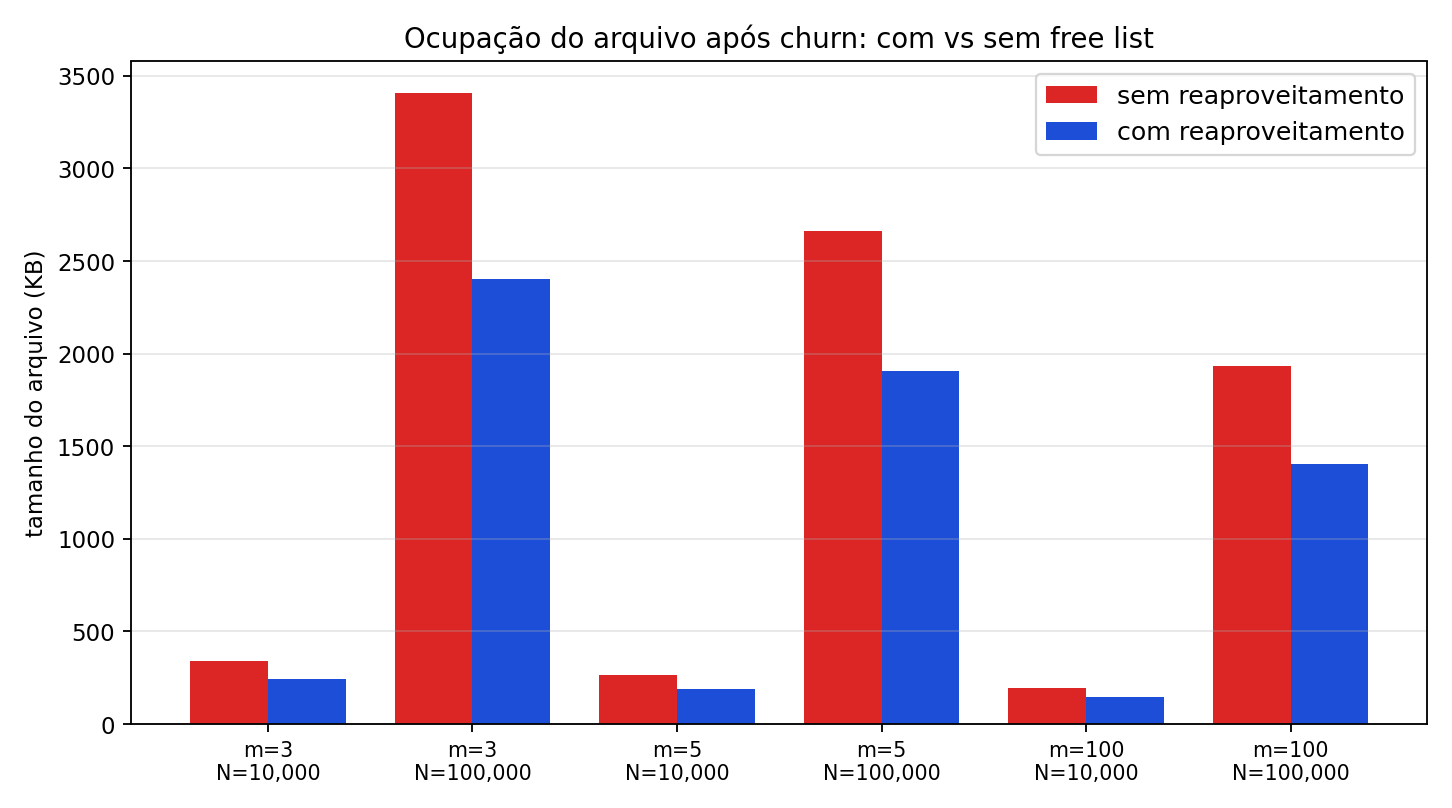 Ocupação do arquivo após churn: com vs sem free list
sem reaproveitamento
com reaproveitamento
tamanho do arquivo (KB)
3500
3000
2500
2000
1500
1000
500
0
m=3
N=10,000
m=3
N=100,000
m=5
N=10,000
m=5
N=100,000
m=100
N=10,000
m=100
N=100,000